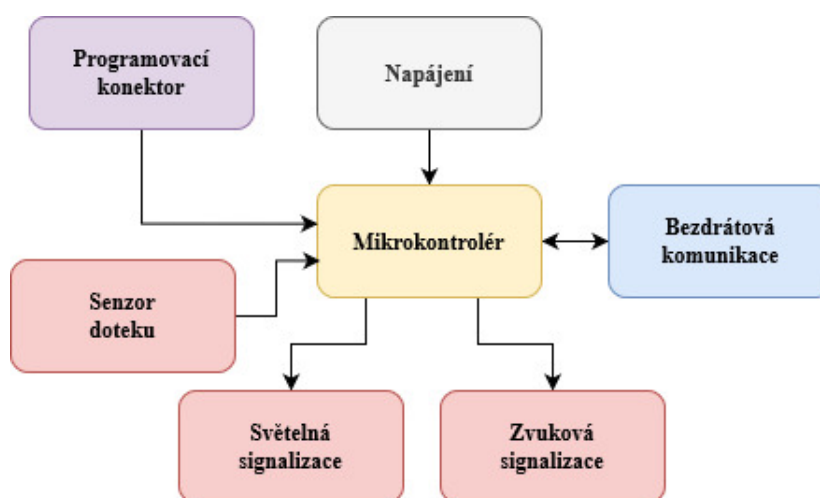 Programovací
konektor
Napájení
Mikrokontrolér
Bezdrátová
komunikace
Senzor
doteku
Světelná
signalizace
Zvuková
signalizace